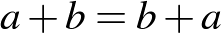 a + b = b + a